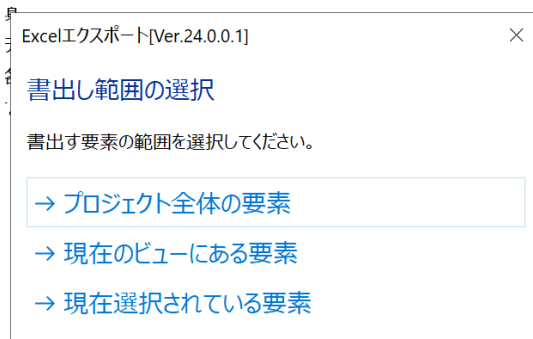 Excelエクスポート[Ver.24.0.0.1]
書出し範囲の選択
書出す要素の範囲を選択してください。
→ プロジェクト全体の要素
→ 現在のビューにある要素
→ 現在選択されている要素